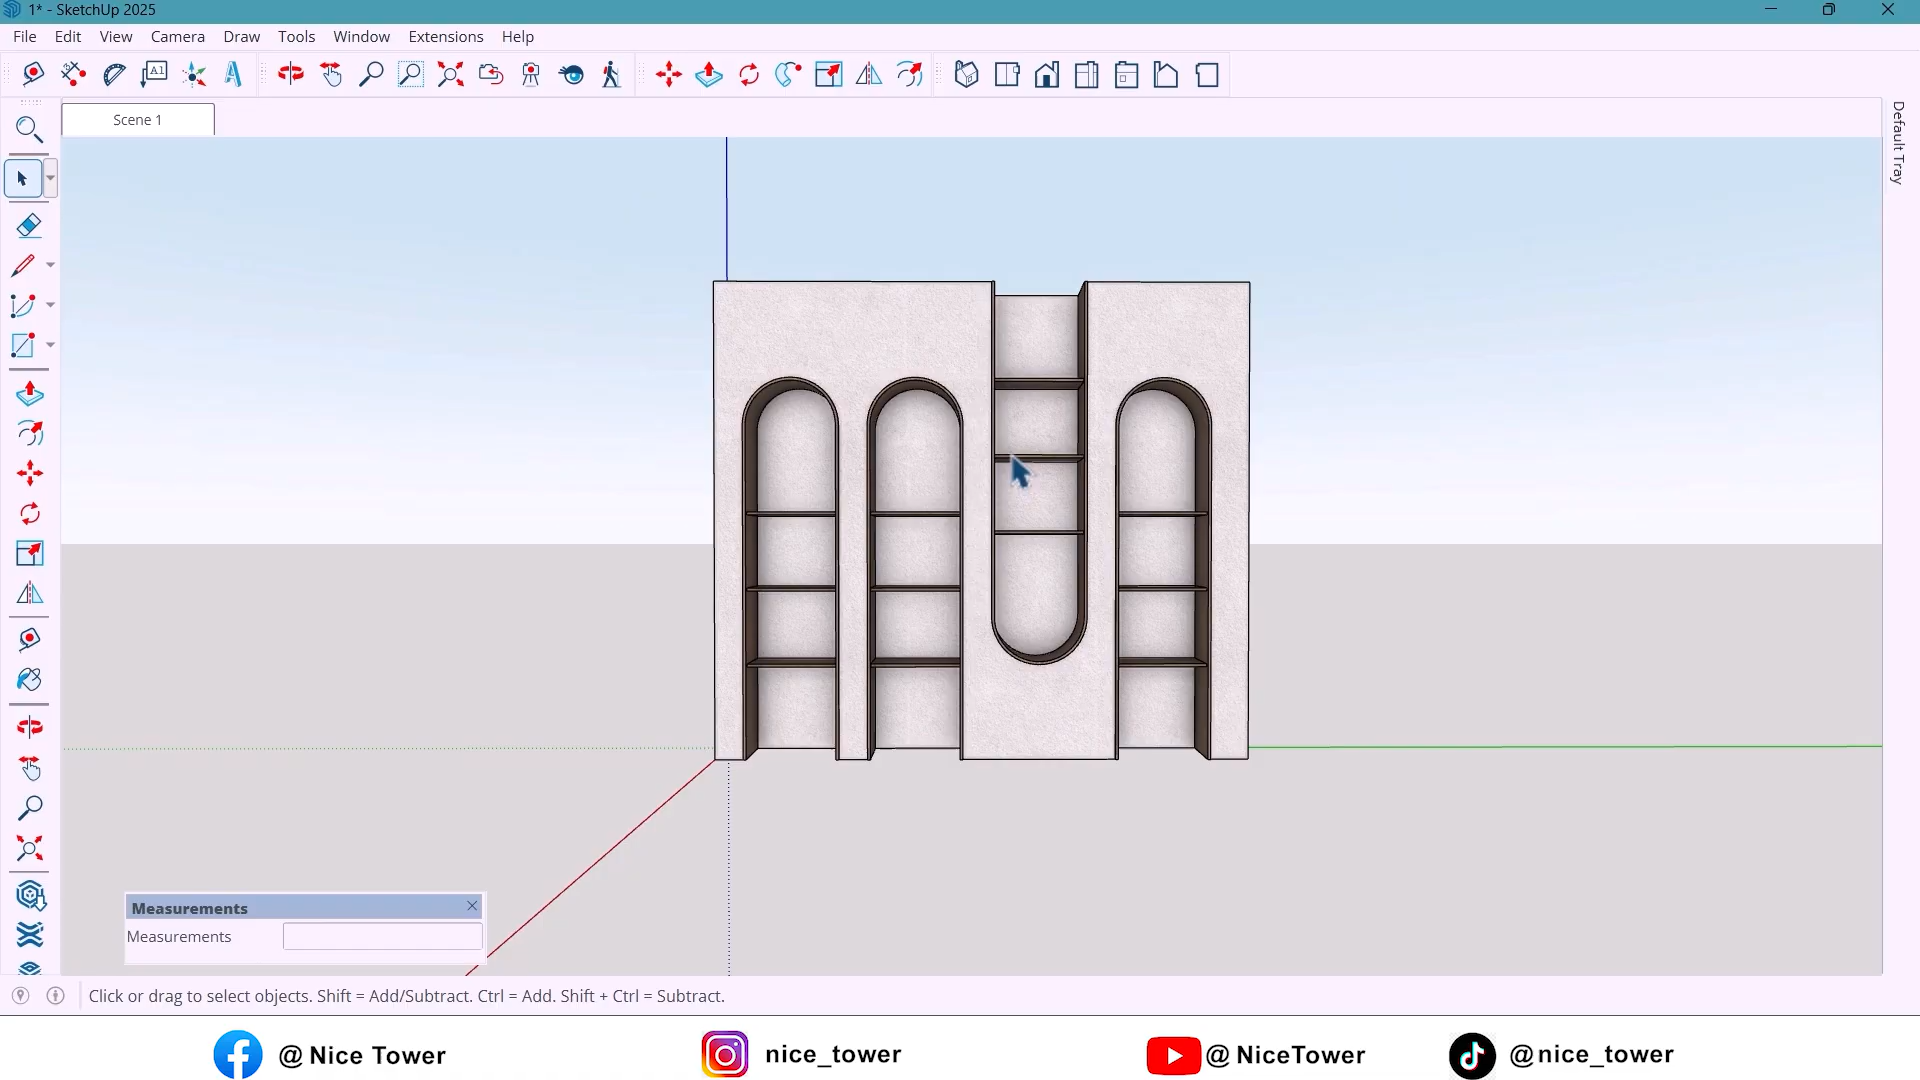 1* - SketchUp 2025
File Edit View Camera Draw Tools Window Extensions Help
A1
Scene 1
Default Tray
Measurements
Measurements
Click or drag to select objects. Shift = Add/Subtract. Ctrl = Add. Shift + Ctrl = Subtract.
@ Nice Tower nice_tower @ NiceTower @nice_tower